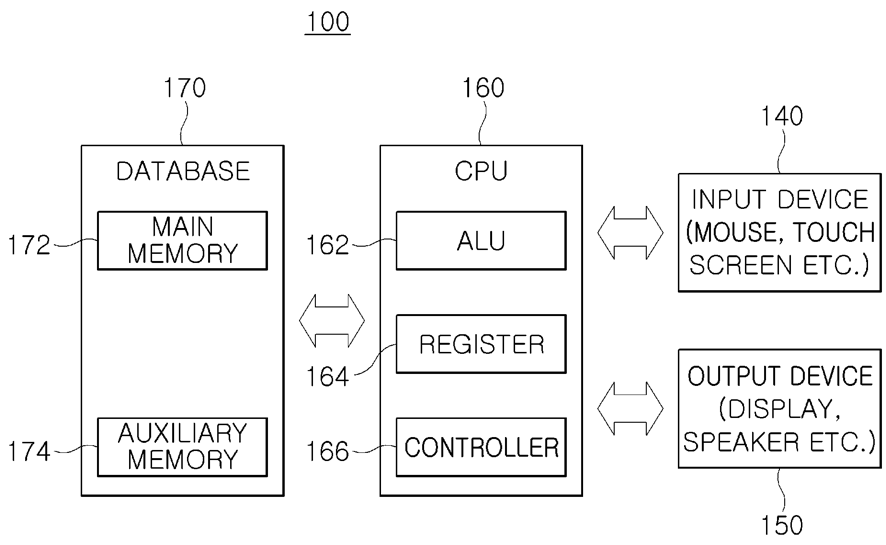 100
170
160
140
DATABASE
CPU
INPUT DEVICE
(MOUSE, TOUCH
SCREEN ETC.)
172
MAIN
MEMORY
162
ALU
164
REGISTER
OUTPUT DEVICE
(DISPLAY,
SPEAKER ETC.)
174
AUXILIARY
MEMORY
166
CONTROLLER
150